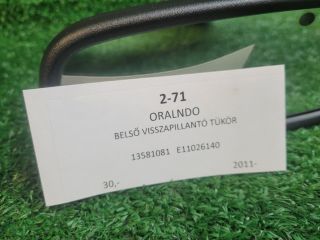 2-71
ORALNDO
BELSŐ VISSZAPILLANTÓ TÜKÖR
13581081 E11026140
30,- 2011-